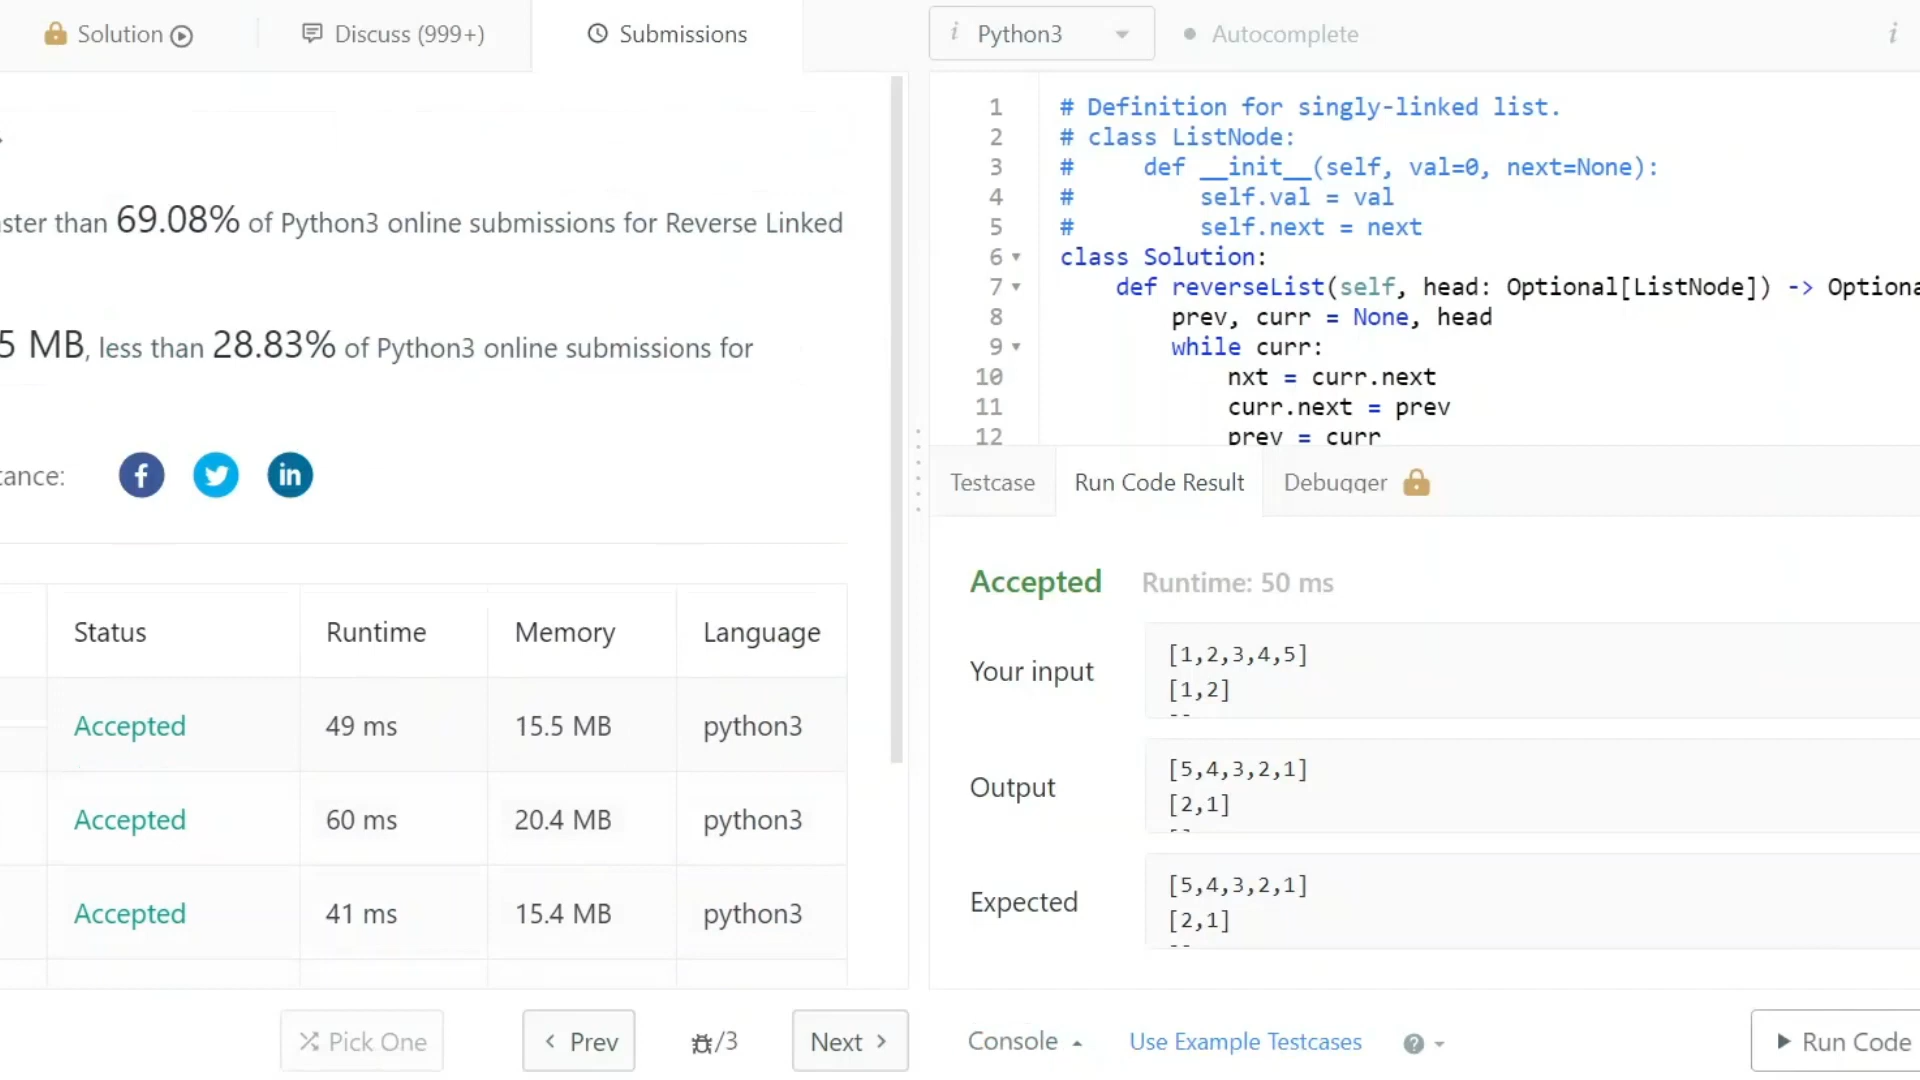 Solution
Discuss (999+)
Submissions
than 69.08% of Python3 online submissions for Reverse Linked
5 MB, less than 28.83% of Python3 online submissions for
f
in
Status Runtime Memory Language
Accepted 49 ms 15.5 MB python3
Accepted 60 ms 20.4 MB python3
Accepted 41 ms 15.4 MB python3
Pick One
< Prev
/3
Next >
i Python3
Autocomplete
i
1 # Definition for singly-linked list.
2 # class ListNode:
3 #     def __init__(self, val=0, next=None):
4 #         self.val = val
5 #         self.next = next
6 class Solution:
7     def reverseList(self, head: Optional[ListNode]) -> Optiona
8         prev, curr = None, head
9         while curr:
10             nxt = curr.next
11             curr.next = prev
12             prev = curr
Testcase
Run Code Result
Debugger
Accepted Runtime: 50 ms
Your input
[1,2,3,4,5]
[1,2]
Output
[5,4,3,2,1]
[2,1]
Expected
[5,4,3,2,1]
[2,1]
Console
Use Example Testcases
?
Run Code